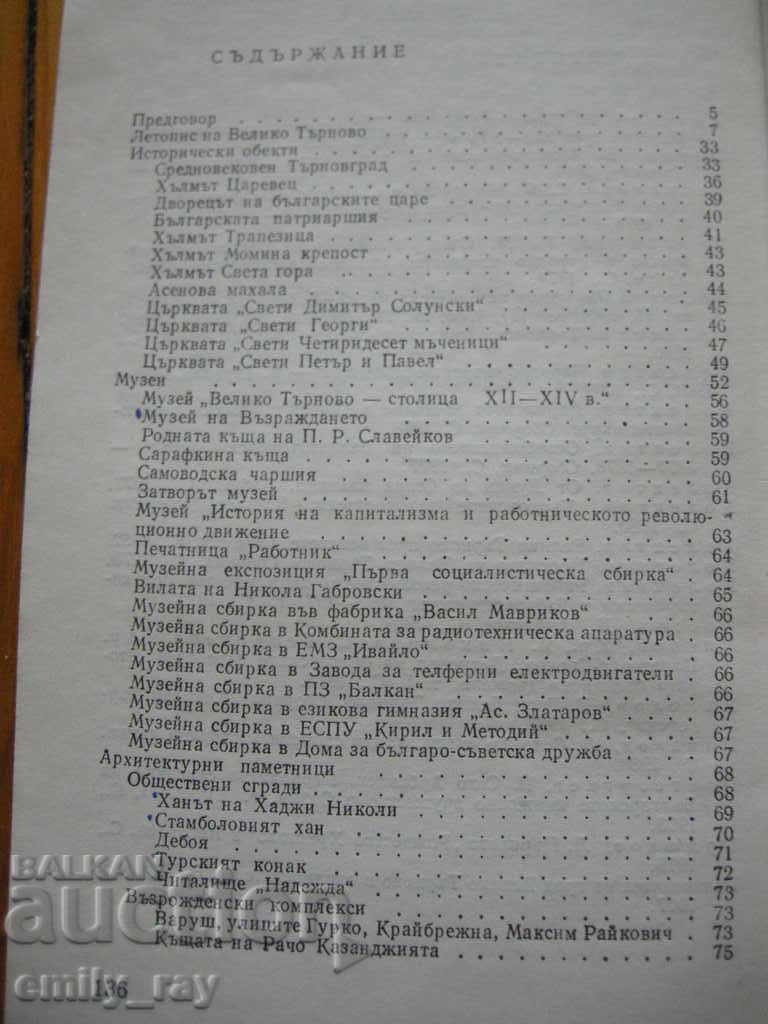 СЪДЪРЖАНИЕ
Предговор . . . . . . . . . . . . . . . . . . . . . 5
Летопис на Велико Търново . . . . . . . . . . . . . 7
Исторически обекти . . . . . . . . . . . . . . . . 33
Средновековен Търновград . . . . . . . . . . . . . 33
Хълмът Царевец . . . . . . . . . . . . . . . . . . 36
Дворецът на българските царе . . . . . . . . . . . 39
Българската патриаршия . . . . . . . . . . . . . . 40
Хълмът Трапезица . . . . . . . . . . . . . . . . . 41
Хълмът Момина крепост . . . . . . . . . . . . . . . 43
Хълмът Света гора . . . . . . . . . . . . . . . . . 43
Асенова махала . . . . . . . . . . . . . . . . . . 44
Църквата „Свети Димитър Солунски“ . . . . . . . . . 45
Църквата „Свети Георги“ . . . . . . . . . . . . . . 46
Църквата „Свети Четиридесет мъченици“ . . . . . . . 47
Църквата „Свети Петър и Павел“ . . . . . . . . . . 49
Музеи . . . . . . . . . . . . . . . . . . . . . . . 52
Музей „Велико Търново — столица XII—XIV в.“ . . . . 56
Музей на Възраждането . . . . . . . . . . . . . . . 58
Родната къща на П. Р. Славейков . . . . . . . . . . 59
Сарафкина къща . . . . . . . . . . . . . . . . . . 59
Самоводска чаршия . . . . . . . . . . . . . . . . . 60
Затворът музей . . . . . . . . . . . . . . . . . . 61
Музей „История на капитализма и работническото револю-
ционно движение . . . . . . . . . . . . . . . . . . 63
Печатница „Работник“ . . . . . . . . . . . . . . . 64
Музейна експозиция „Първа социалистическа сбирка“ . 64
Вилата на Никола Габровски . . . . . . . . . . . . 65
Музейна сбирка във фабрика „Васил Мавриков“ . . . . 66
Музейна сбирка в Комбината за радиотехническа апаратура . 66
Музейна сбирка в ЕМЗ „Ивайло“ . . . . . . . . . . . 66
Музейна сбирка в Завода за телферни електродвигатели . 66
Музейна сбирка в ПЗ „Балкан“ . . . . . . . . . . . 66
Музейна сбирка в езикова гимназия „Ас. Златаров“ . . . . 67
Музейна сбирка в ЕСПУ „Кирил и Методий“ . . . . . . 67
Музейна сбирка в Дома за българо-съветска дружба . . . . 67
Архитектурни паметници . . . . . . . . . . . . . . 68
Обществени сгради . . . . . . . . . . . . . . . . . 68
Ханът на Хаджи Николи . . . . . . . . . . . . . . . 69
Стамболовият хан . . . . . . . . . . . . . . . . . 70
Дебоя . . . . . . . . . . . . . . . . . . . . . . . 71
Турският конак . . . . . . . . . . . . . . . . . . 72
Читалище „Надежда“ . . . . . . . . . . . . . . . . 73
Възрожденски комплекси . . . . . . . . . . . . . . 73
Варуш, улиците Гурко, Крайбрежна, Максим Райкович . 73
Къщата на Рачо Казанджията . . . . . . . . . . . . 75
136
BALKAN
auction
emily_ray